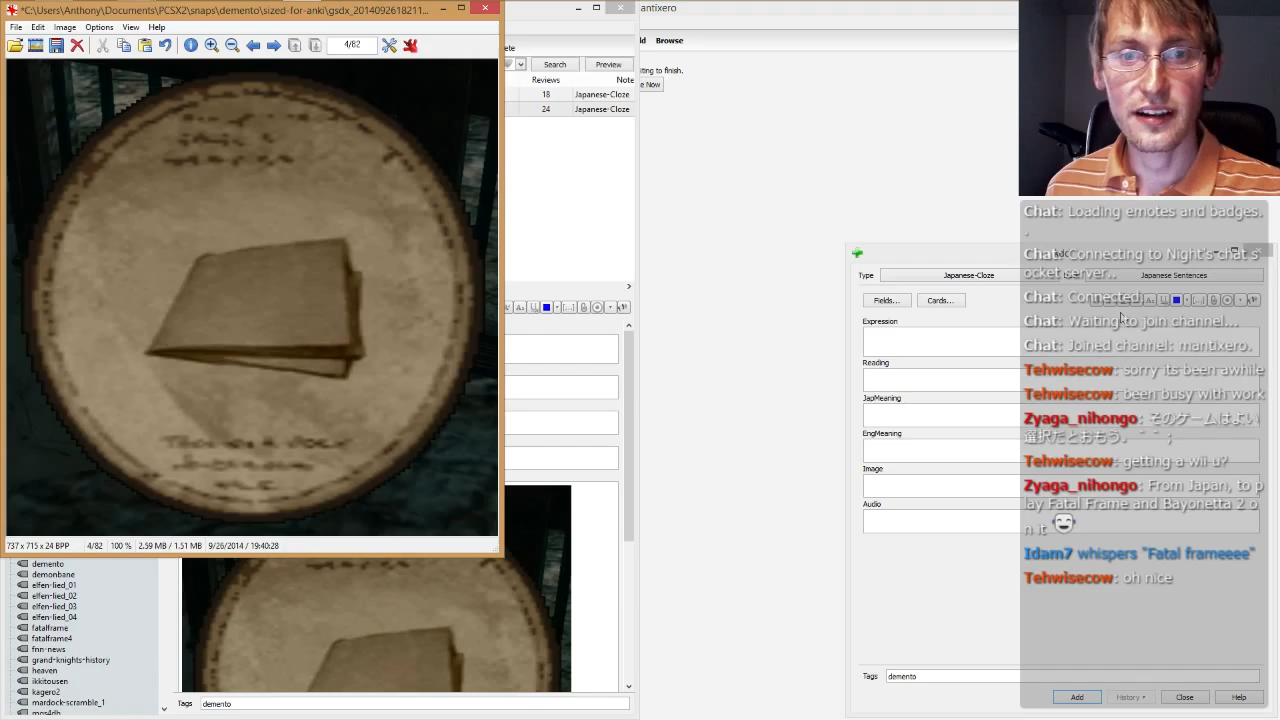 *C:\Users\Anthony\Documents\PCSX2\snaps\demento\sized-for-anki\gsdx_2014092618211...
File Edit Image Options View Help
4/82
737 x 715 x 24 BPP 4/82 100 % 2.59 MB / 1.51 MB 9/26/2014 / 19:40:28
Search Preview
Reviews Note
18 Japanese-Cloze
24 Japanese-Cloze
demento
demonbane
elfen-lied_01
elfen-lied_02
elfen-lied_03
elfen-lied_04
fatalframe
fatalframe4
fnn-news
grand-knights-history
heaven
ikkitousen
kagero2
mardock-scramble_1
Tags demento
antixero
Browse
ting to finish.
e Now
Type Japanese-Cloze Japanese Sentences
Fields... Cards...
Expression
Reading
JapMeaning
EngMeaning
Image
Audio
Tags demento
Add History Close Help
Chat: Loading emotes and badges.
.
Chat: Connecting to Night's chat s
ocket server..
Chat: Connected
Chat: Waiting to join channel...
Chat: Joined channel: mantixero.
Tehwisecow: sorry its been awhile
Tehwisecow: been busy with work
Zyaga_nihongo: そのゲームはよい
選択だとおもう。＾＾；
Tehwisecow: getting a wii-u?
Zyaga_nihongo: From Japan, to p
lay Fatal Frame and Bayonetta 2 o
n it
Idam7 whispers "Fatal frameeee"
Tehwisecow: oh nice